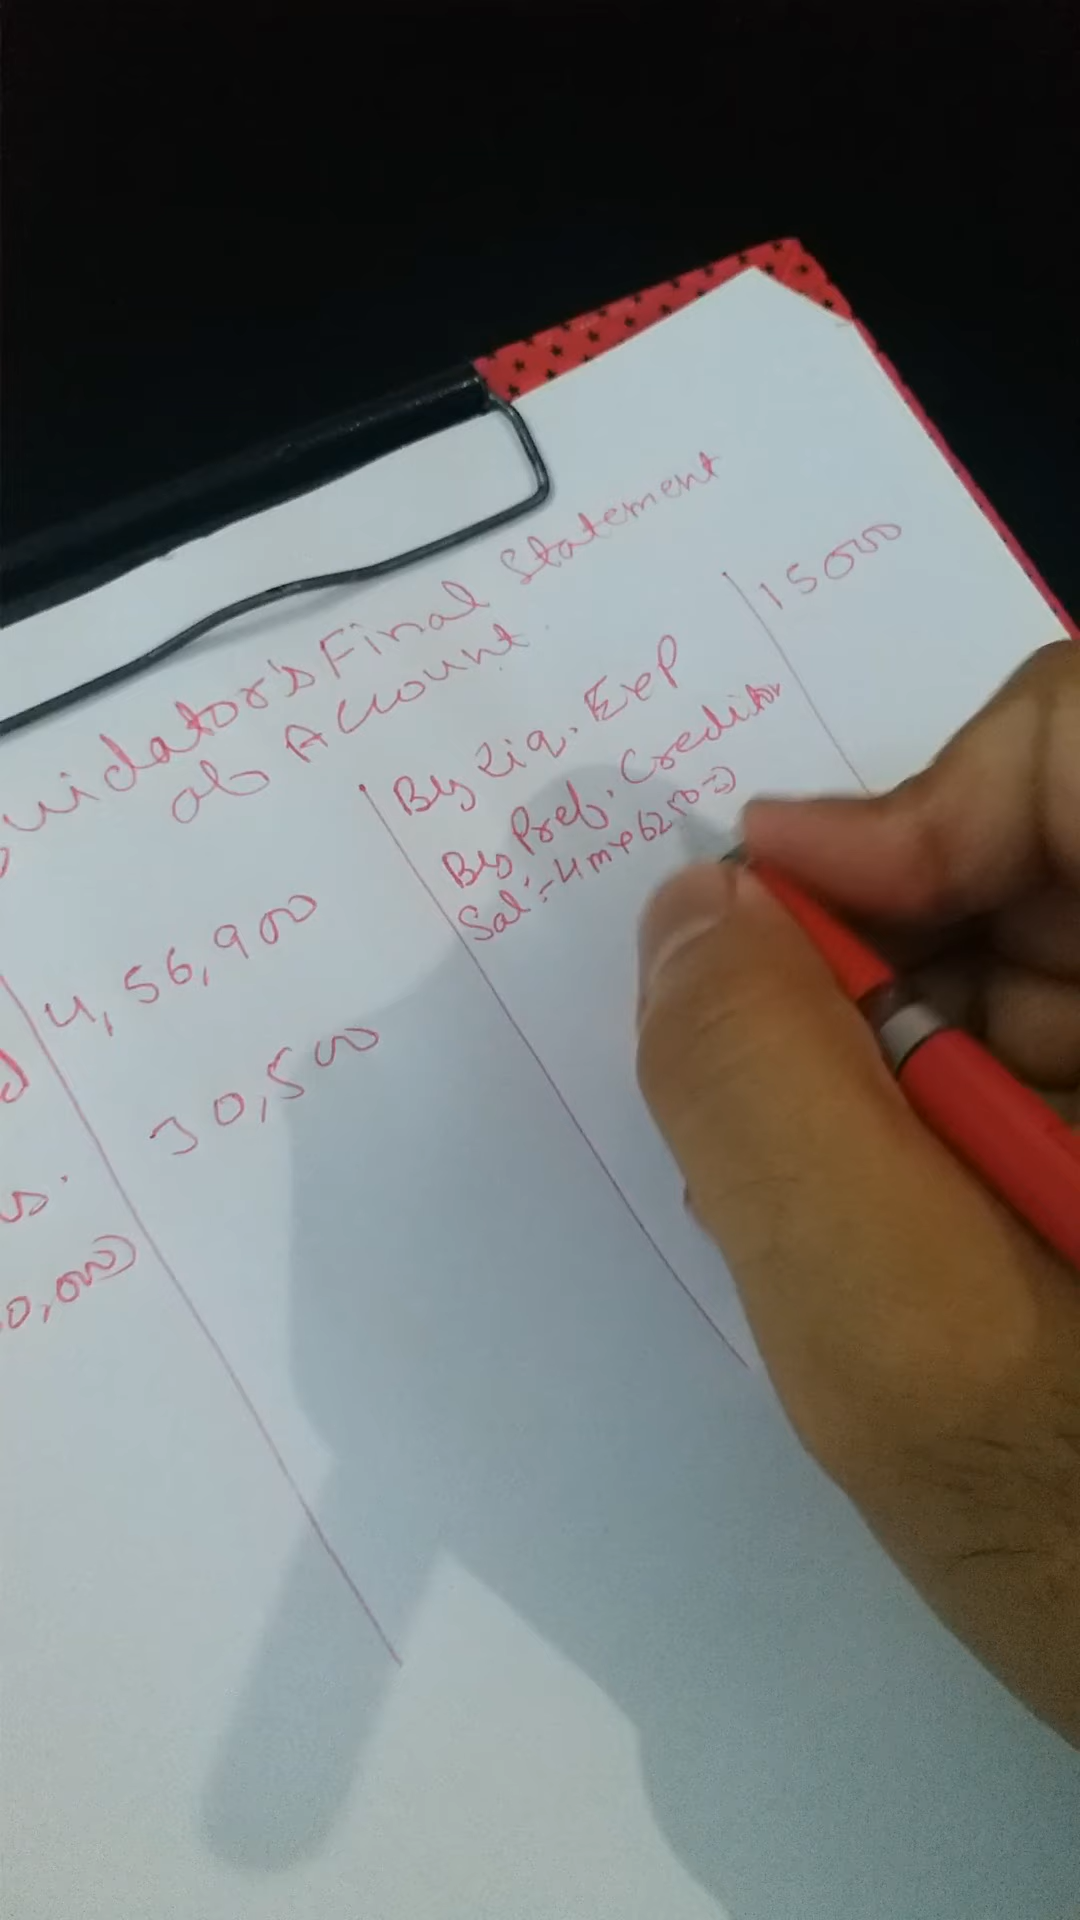 uidator's Final Statement
of Account
4,56,900
30,500
0,000
By Liq. Exp
15000
By Pref. Creditor
Sal:- 4m×6250=)